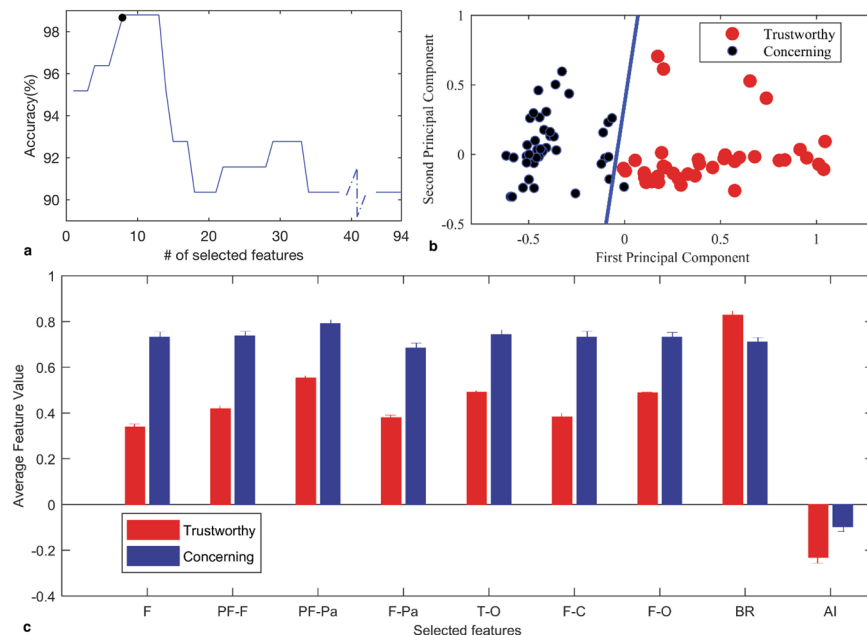 98
96
94
92
90
Accuracy(%)
0
10
20
30
40
94
# of selected features
a
1
0.5
0
-0.5
Second Principal Component
Trustworthy
Concerning
-0.5
0
0.5
1
First Principal Component
b
0.8
0.6
0.4
0.2
0
-0.2
-0.4
Average Feature Value
Trustworthy
Concerning
F
PF-F
PF-Pa
F-Pa
T-O
F-C
F-O
BR
AI
Selected features
c